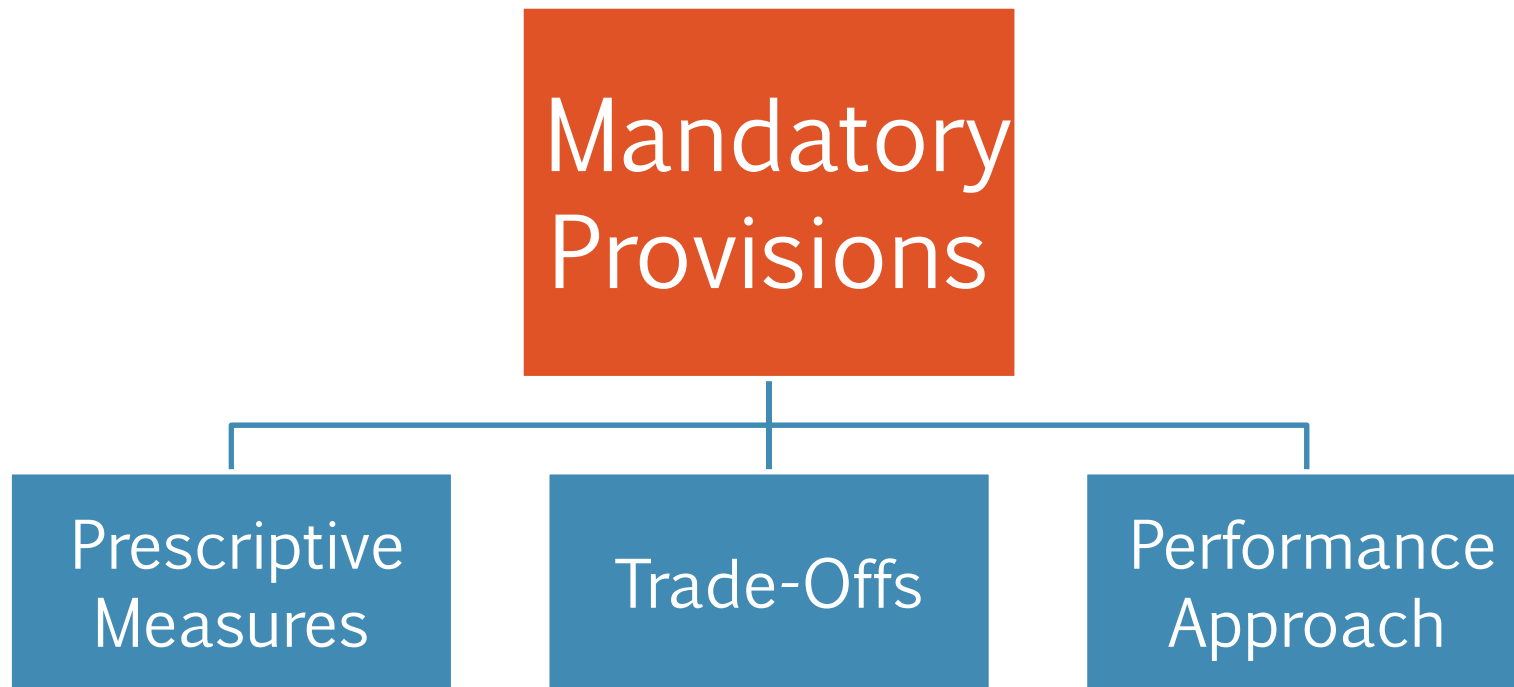 Mandatory
Provisions
Prescriptive
Measures
Trade-Offs
Performance
Approach